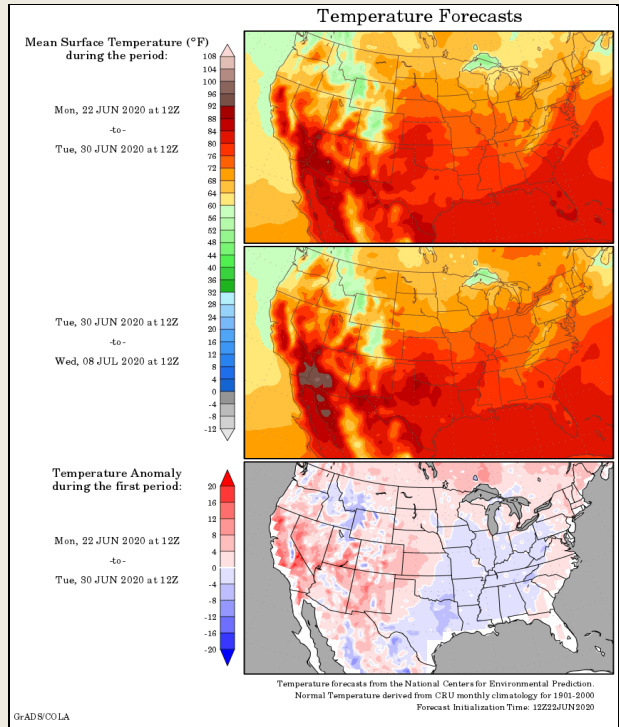 Temperature Forecasts
Mean Surface Temperature (°F)
during the period:
108
104
100
96
92
88
84
80
76
72
68
64
60
56
52
48
44
40
36
32
28
24
20
16
12
8
4
0
-4
-8
-12
Mon, 22 JUN 2020 at 12Z
-to-
Tue, 30 JUN 2020 at 12Z
Tue, 30 JUN 2020 at 12Z
-to-
Wed, 08 JUL 2020 at 12Z
Temperature Anomaly
during the first period:
20
16
12
8
4
0
-4
-8
-12
-16
-20
Mon, 22 JUN 2020 at 12Z
-to-
Tue, 30 JUN 2020 at 12Z
Temperature forecasts from the National Centers for Environmental Prediction.
Normal Temperature derived from CRU monthly climatology for 1901-2000
Forecast Initialization Time: 12Z22JUN2020
GrADS/COLA